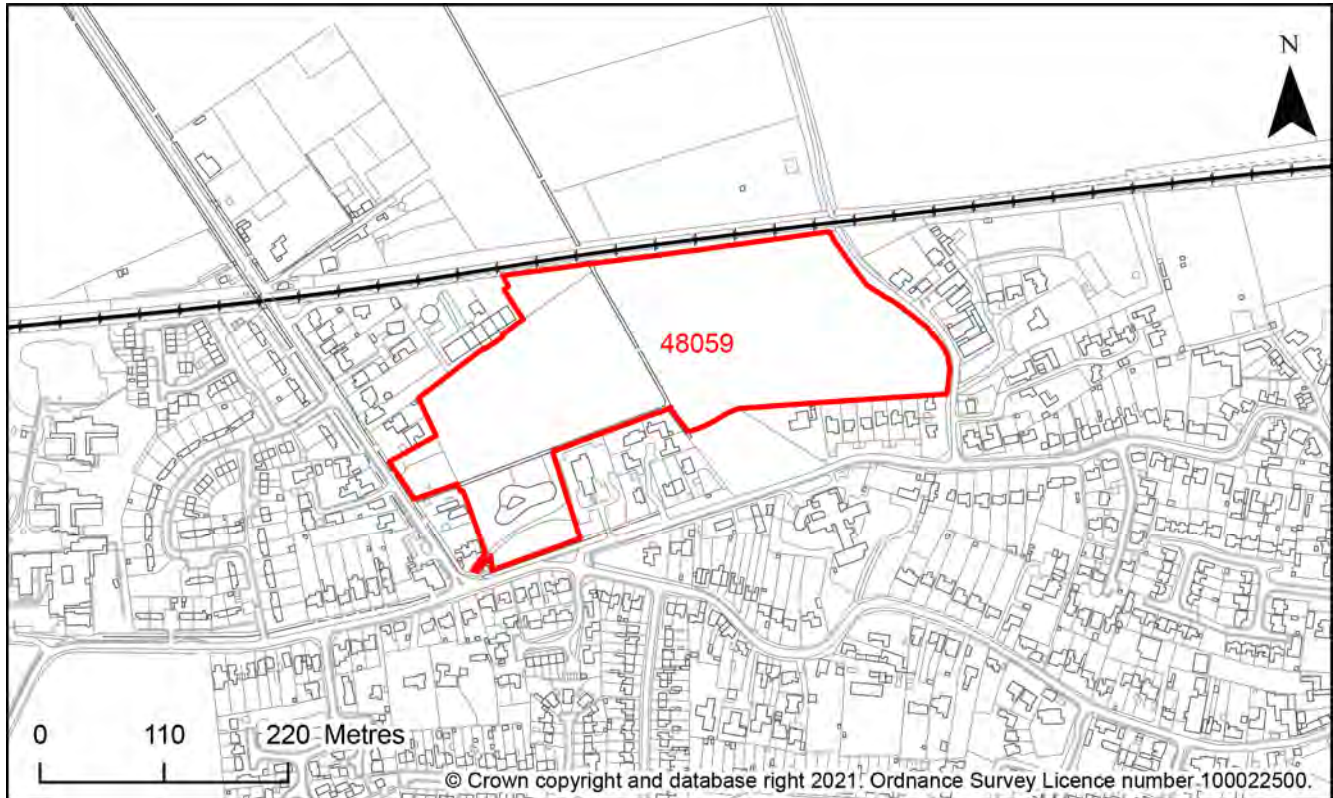 N
48059
0 110 220 Metres
© Crown copyright and database right 2021. Ordnance Survey Licence number 100022500.